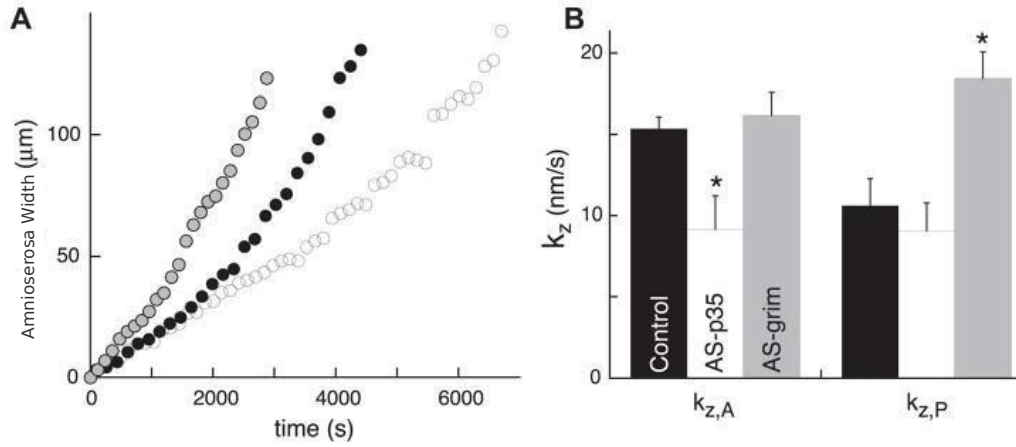 A
Amnioserosa Width (μm)
100
50
0
0
2000
4000
6000
time (s)
B
k_z (nm/s)
20
10
0
*
*
Control
AS-p35
AS-grim
k_z,A
k_z,P